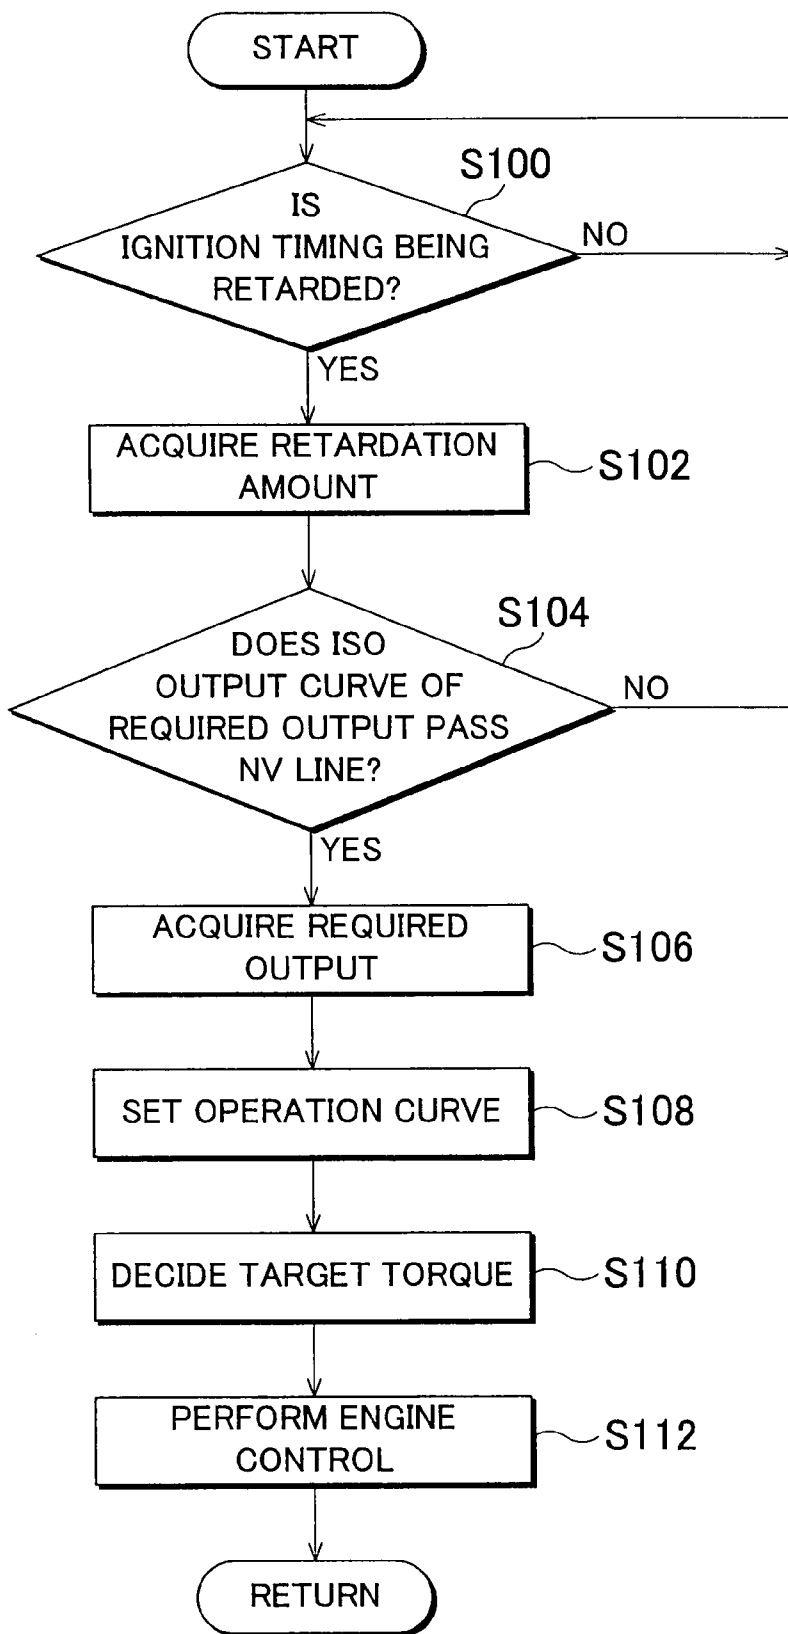 START
S100
IS
IGNITION TIMING BEING
RETARDED?
NO
YES
ACQUIRE RETARDATION
AMOUNT
S102
S104
DOES ISO
OUTPUT CURVE OF
REQUIRED OUTPUT PASS
NV LINE?
NO
YES
ACQUIRE REQUIRED
OUTPUT
S106
SET OPERATION CURVE
S108
DECIDE TARGET TORQUE
S110
PERFORM ENGINE
CONTROL
S112
RETURN